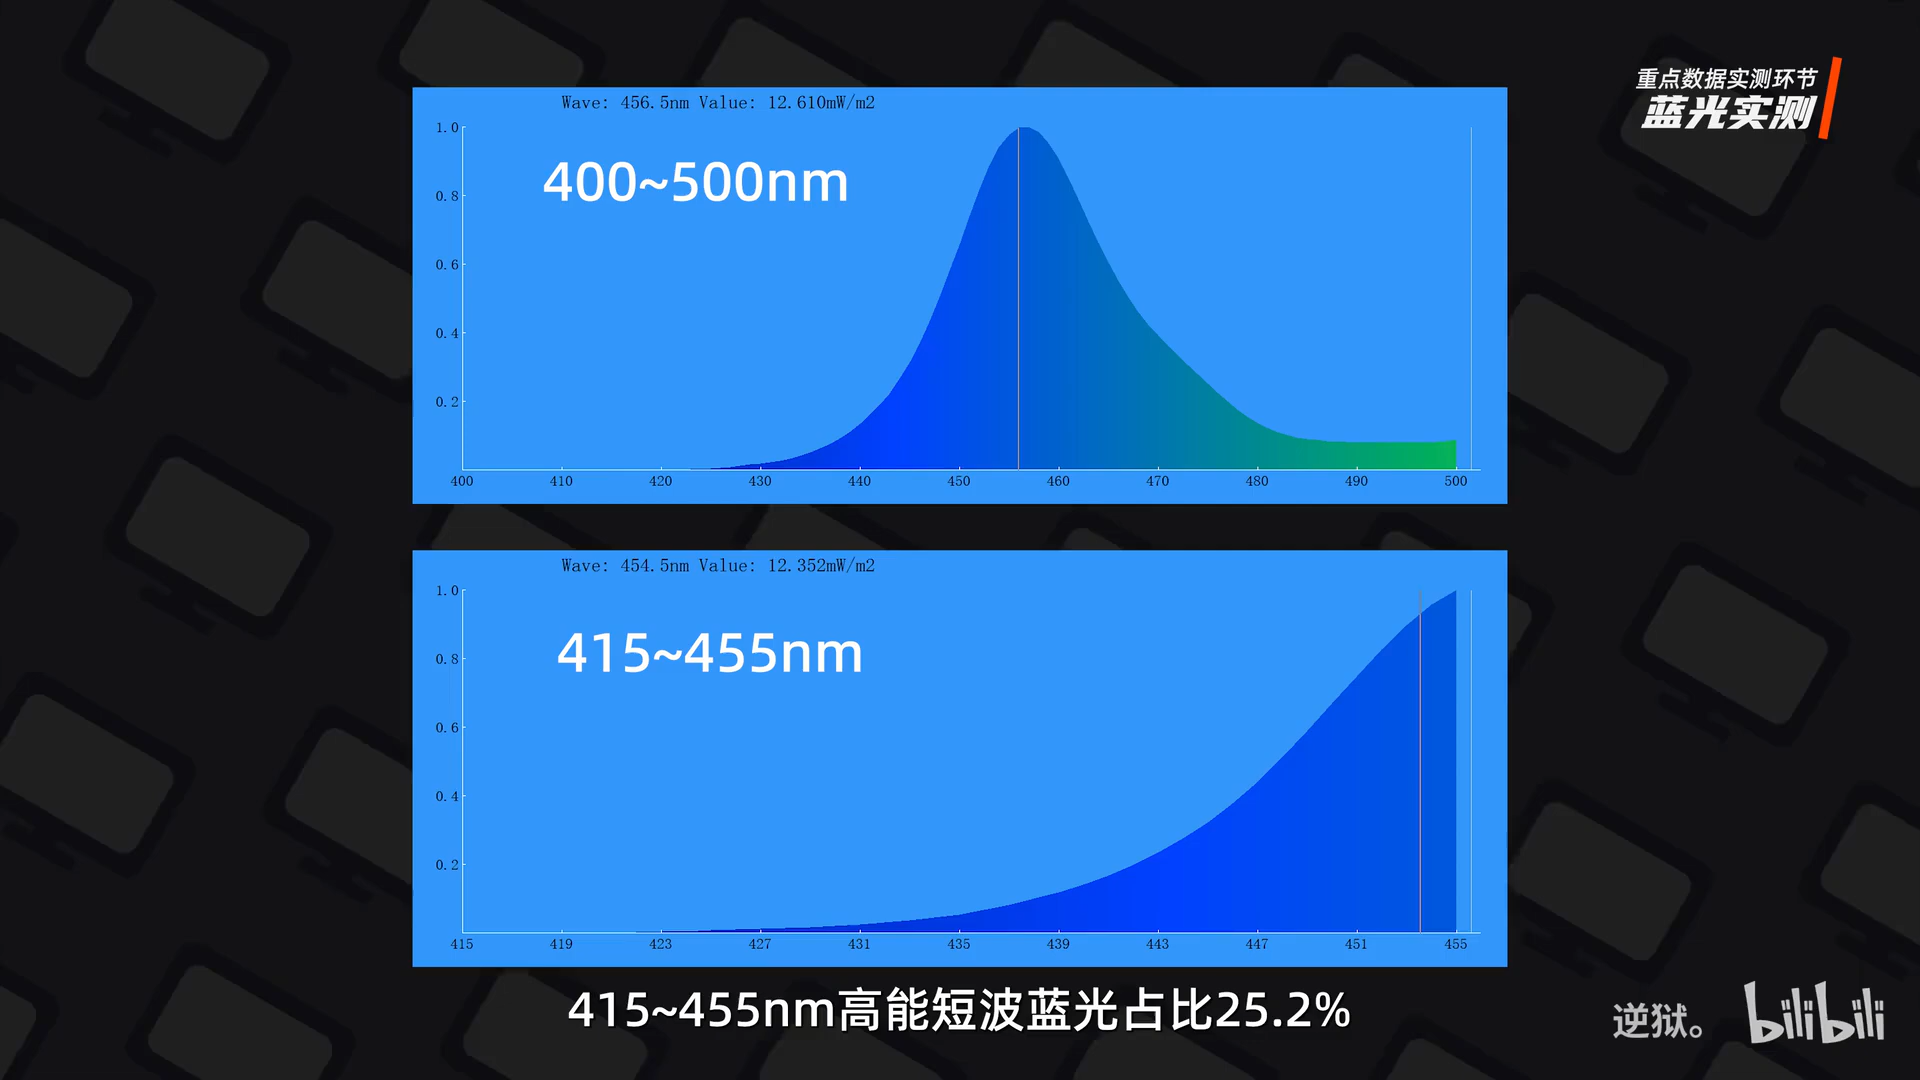 重点数据实测环节
蓝光实测
Wave: 456.5nm Value: 12.610mW/m2
400~500nm
1.0
0.8
0.6
0.4
0.2
400 410 420 430 440 450 460 470 480 490 500
Wave: 454.5nm Value: 12.352mW/m2
415~455nm
1.0
0.8
0.6
0.4
0.2
415 419 423 427 431 435 439 443 447 451 455
415~455nm高能短波蓝光占比25.2%
逆狱。 bilibili